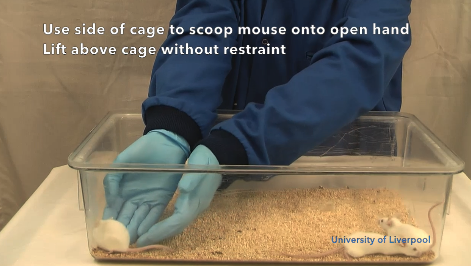 Use side of cage to scoop mouse onto open hand
Lift above cage without restraint
University of Liverpool